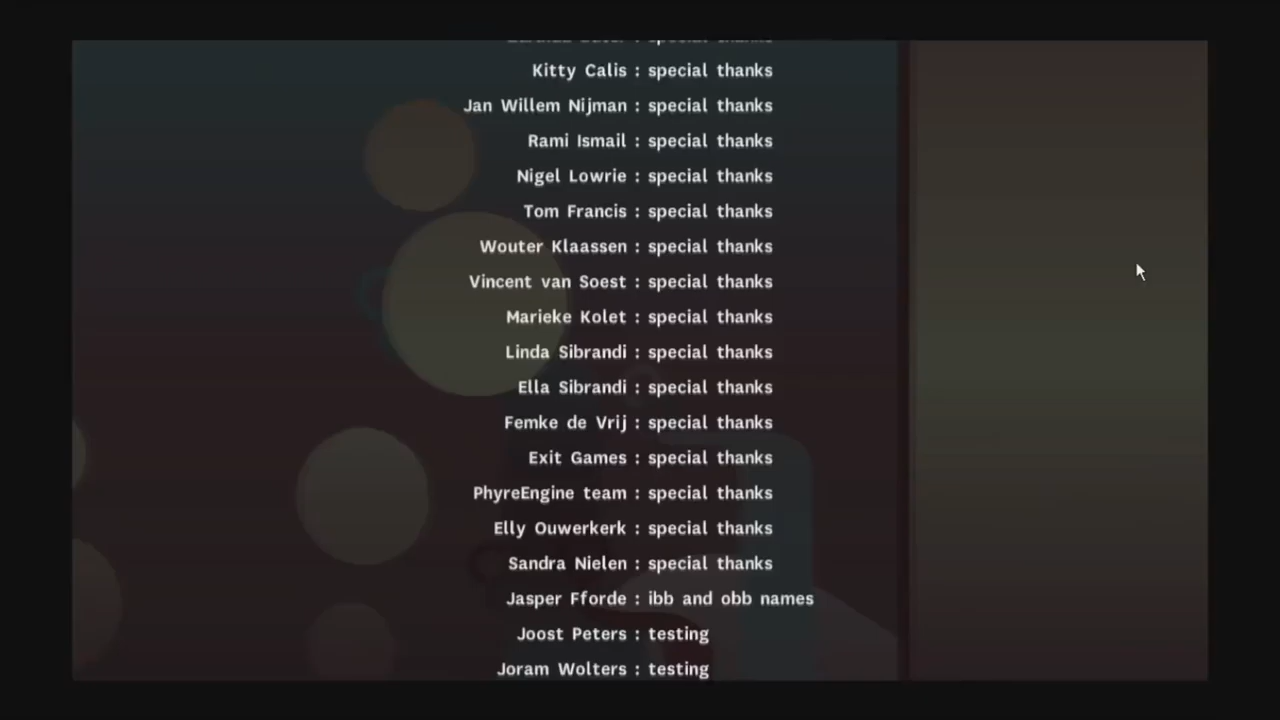 Kitty Calis : special thanks
Jan Willem Nijman : special thanks
Rami Ismail : special thanks
Nigel Lowrie : special thanks
Tom Francis : special thanks
Wouter Klaassen : special thanks
Vincent van Soest : special thanks
Marieke Kolet : special thanks
Linda Sibrandi : special thanks
Ella Sibrandi : special thanks
Femke de Vrij : special thanks
Exit Games : special thanks
PhyreEngine team : special thanks
Elly Ouwerkerk : special thanks
Sandra Nielen : special thanks
Jasper Fforde : ibb and obb names
Joost Peters : testing
Joram Wolters : testing